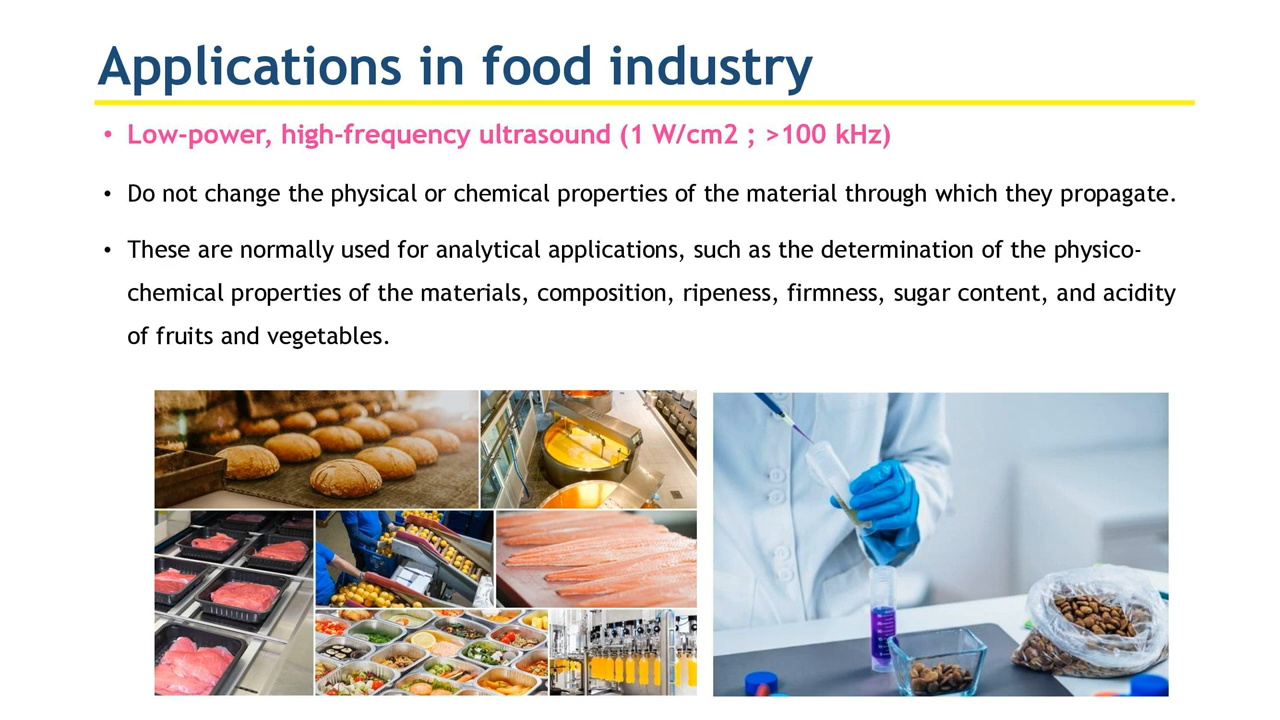 Applications in food industry
• Low-power, high-frequency ultrasound (1 W/cm2 ; >100 kHz)
• Do not change the physical or chemical properties of the material through which they propagate.
• These are normally used for analytical applications, such as the determination of the physico-
chemical properties of the materials, composition, ripeness, firmness, sugar content, and acidity
of fruits and vegetables.